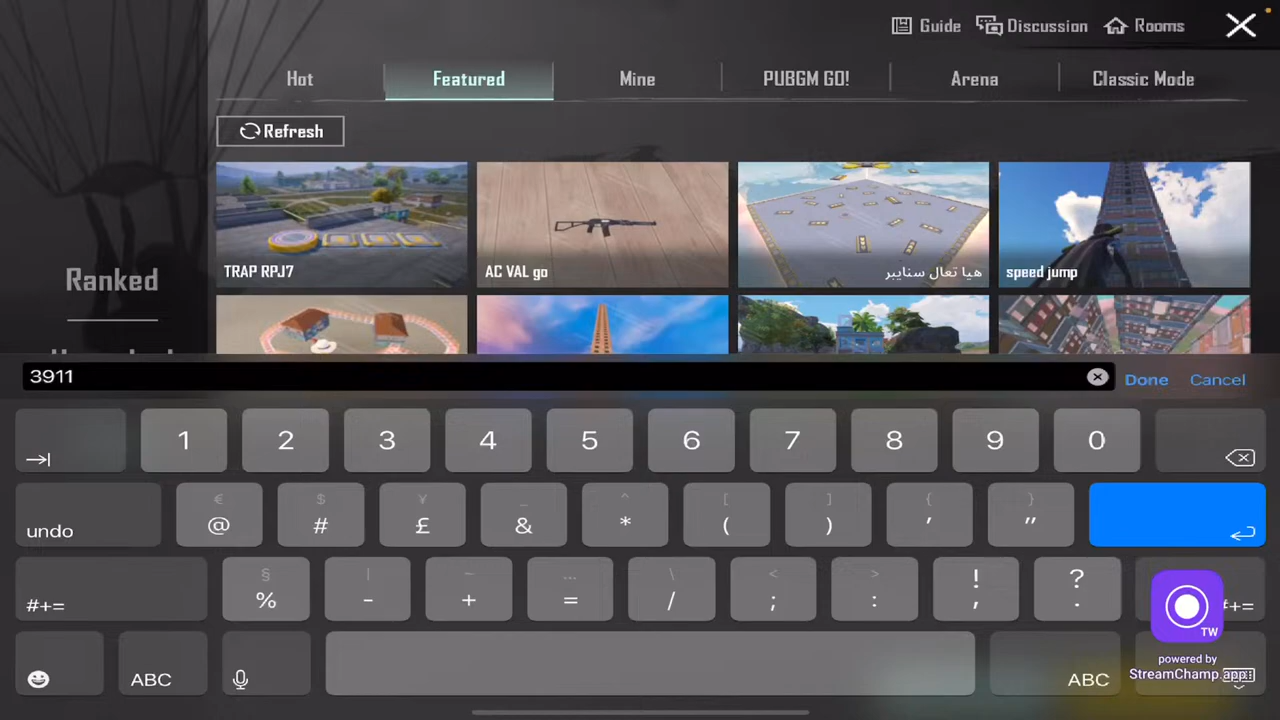 Guide Discussion Rooms
Hot Featured Mine PUBGM GO! Arena Classic Mode
Refresh
TRAP RPJ7
AC VAL go
هيا تعال سنايبر
speed jump
Ranked
3911
Done Cancel
1 2 3 4 5 6 7 8 9 0
undo € @ $ # ¥ £ _ & ^ * [ ( ] ) { ' } "
#+= § % | - ~ + … = \ / < ; > : ! , ? . #+=
ABC ABC
TW
powered by
StreamChamp.app